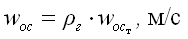 w_ос = ρ_г · w_ос_т , м/с